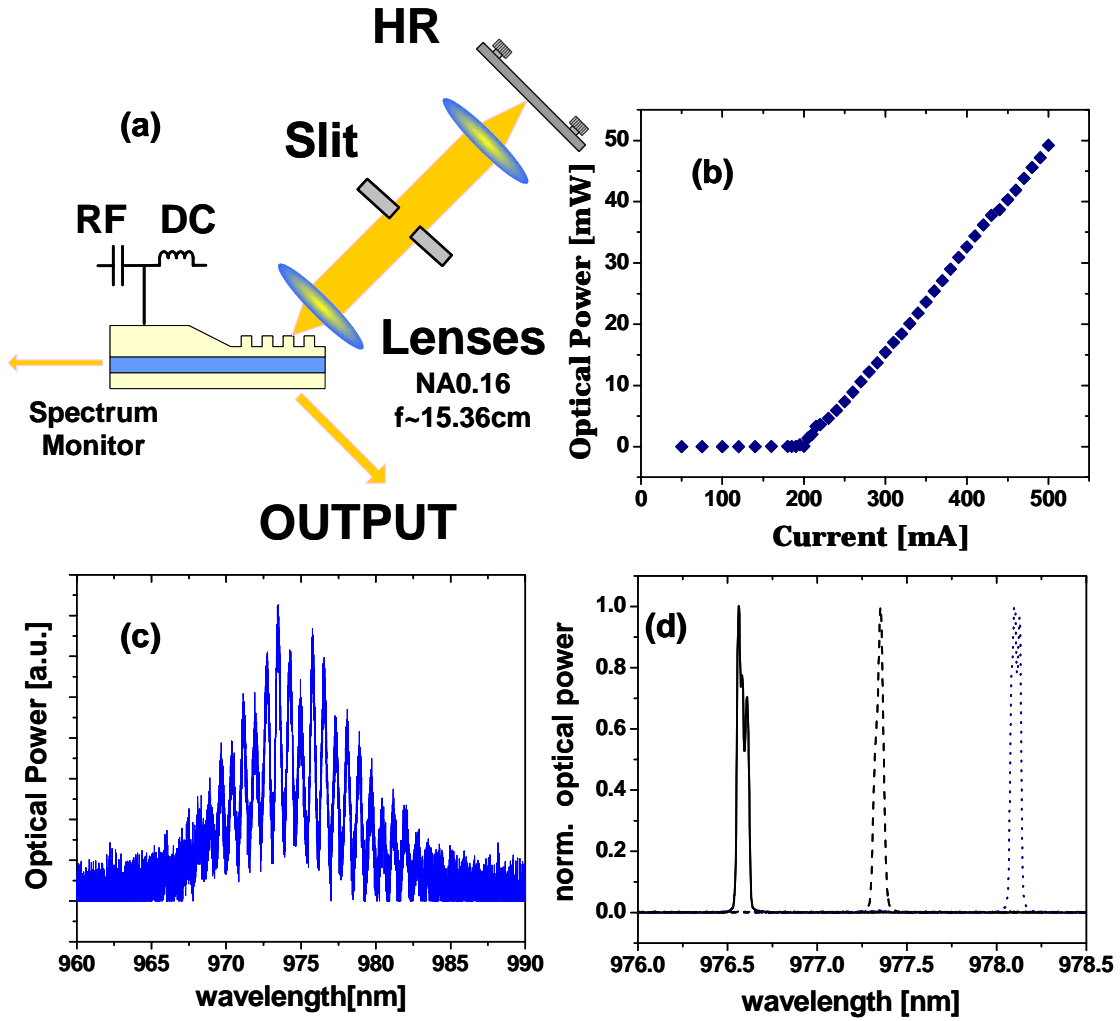 HR
(a)
Slit
RF DC
Lenses
NA0.16
f~15.36cm
Spectrum
Monitor
OUTPUT
(b)
Optical Power [mW]
50
40
30
20
10
0
0 100 200 300 400 500
Current [mA]
(c)
Optical Power [a.u.]
960 965 970 975 980 985 990
wavelength[nm]
(d)
norm. optical power
1.0
0.8
0.6
0.4
0.2
0.0
976.0 976.5 977.0 977.5 978.0 978.5
wavelength [nm]